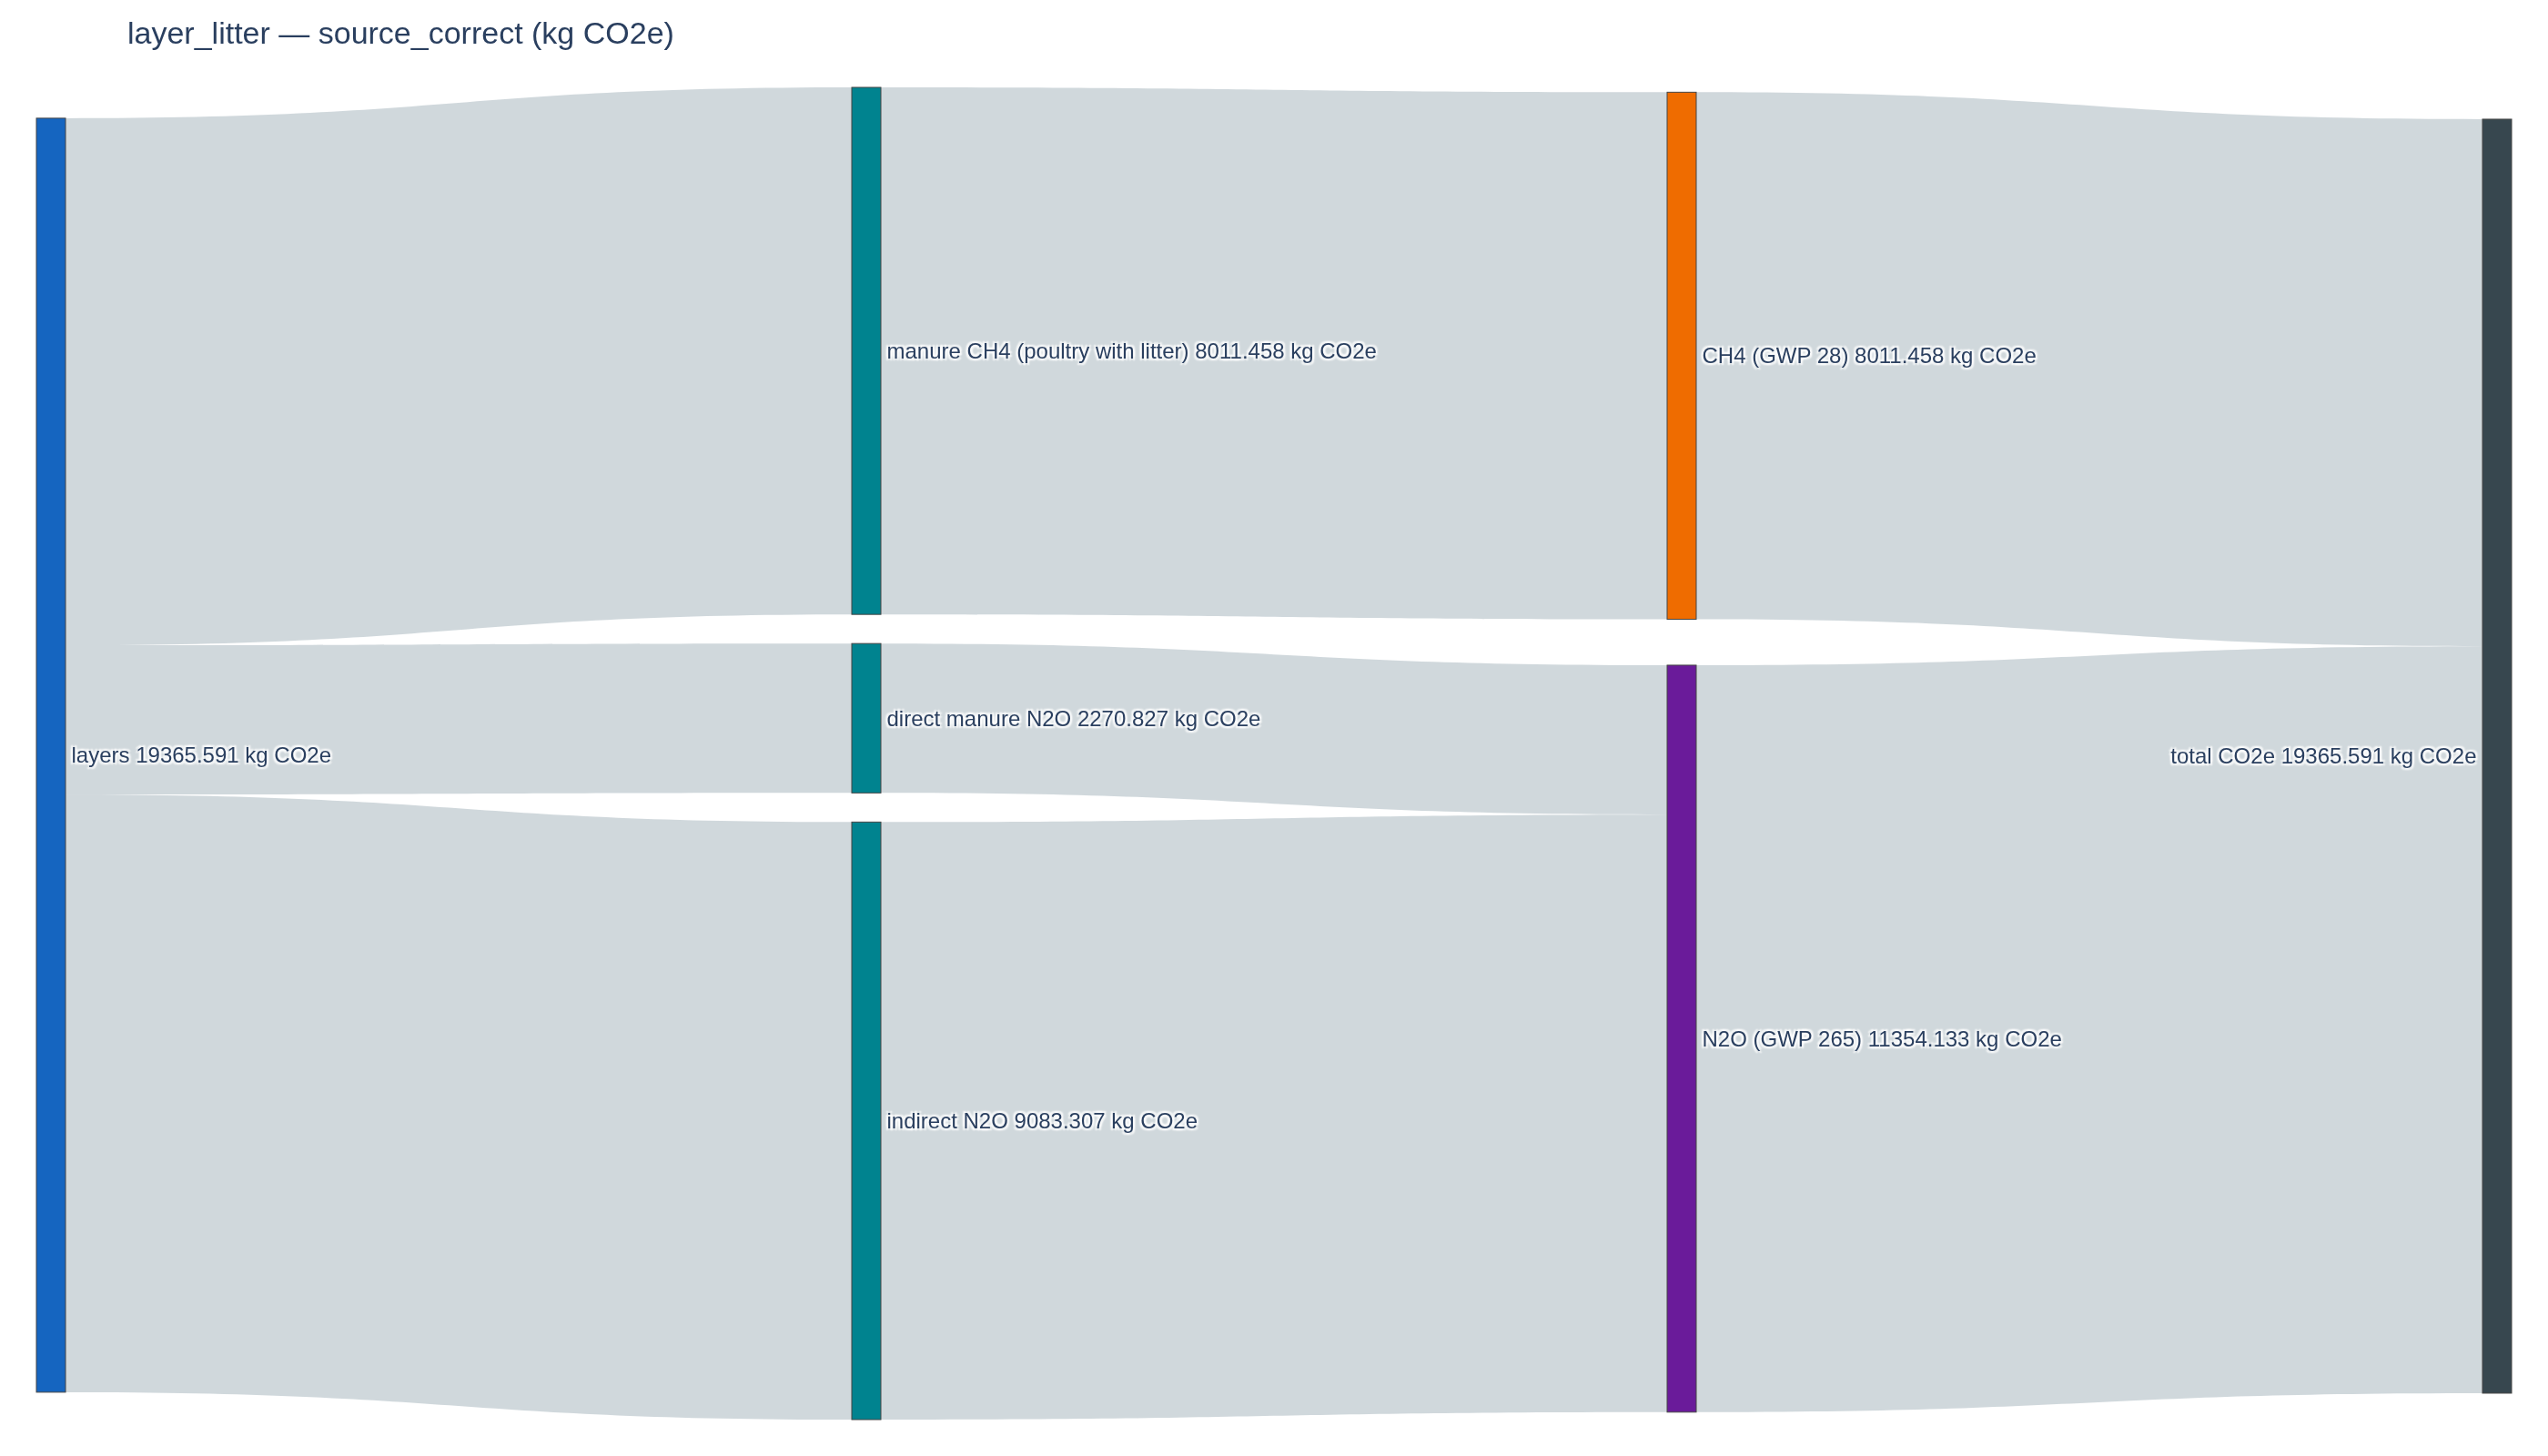 layer_litter — source_correct (kg CO2e)
manure CH4 (poultry with litter) 8011.458 kg CO2e
CH4 (GWP 28) 8011.458 kg CO2e
direct manure N2O 2270.827 kg CO2e
layers 19365.591 kg CO2e
total CO2e 19365.591 kg CO2e
N2O (GWP 265) 11354.133 kg CO2e
indirect N2O 9083.307 kg CO2e